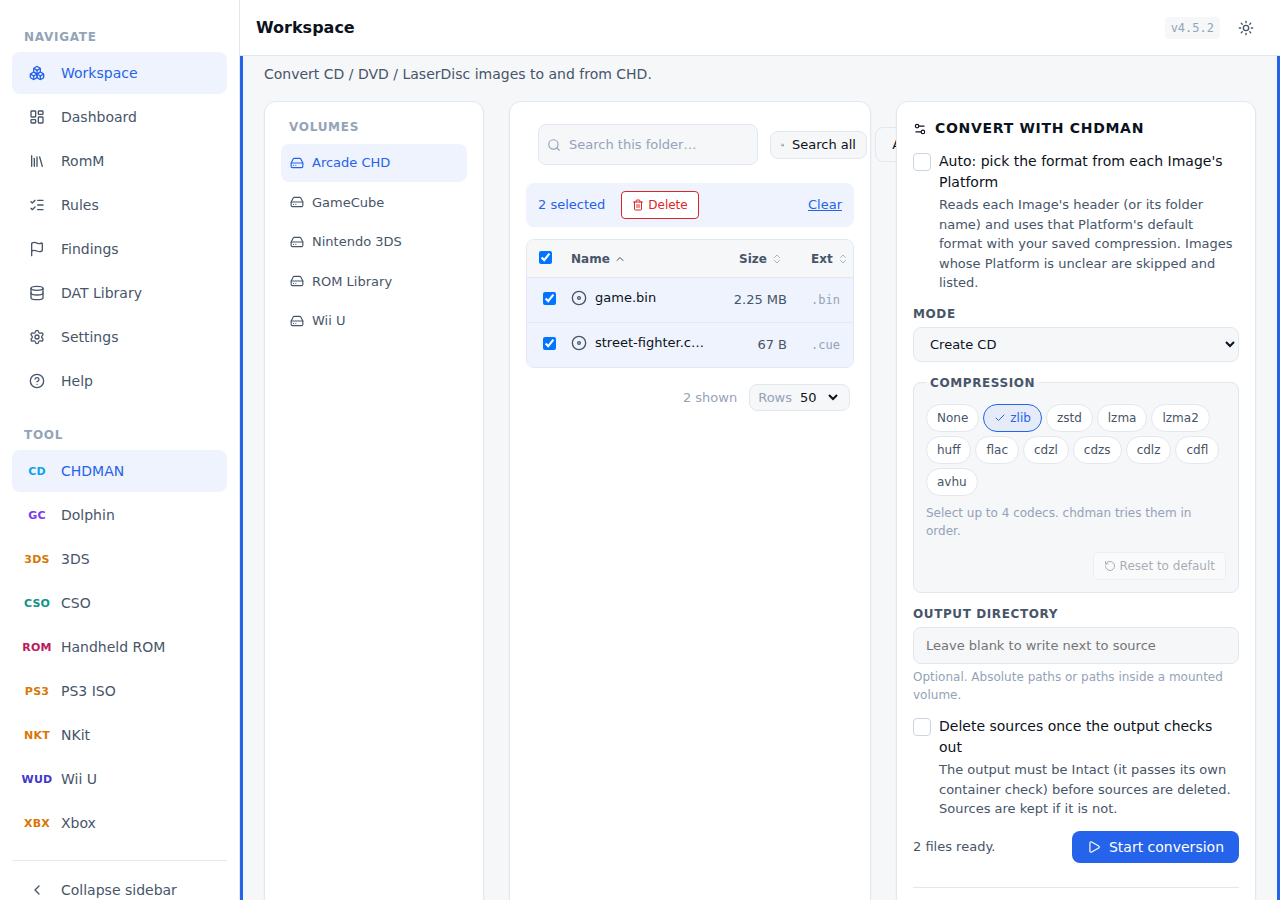 NAVIGATE
Workspace
Dashboard
RomM
Rules
Findings
DAT Library
Settings
Help
TOOL
CD CHDMAN
GC Dolphin
3DS 3DS
CSO CSO
ROM Handheld ROM
PS3 PS3 ISO
NKT NKit
WUD Wii U
XBX Xbox
Collapse sidebar
Workspace
v4.5.2
Convert CD / DVD / LaserDisc images to and from CHD.
VOLUMES
Arcade CHD
GameCube
Nintendo 3DS
ROM Library
Wii U
Search this folder…
Search all
2 selected Delete Clear
Name Size Ext
game.bin 2.25 MB .bin
street-fighter.c… 67 B .cue
2 shown Rows 50
CONVERT WITH CHDMAN
Auto: pick the format from each Image's
Platform
Reads each Image's header (or its folder
name) and uses that Platform's default
format with your saved compression. Images
whose Platform is unclear are skipped and
listed.
MODE
Create CD
COMPRESSION
None zlib zstd lzma lzma2
huff flac cdzl cdzs cdlz cdfl
avhu
Select up to 4 codecs. chdman tries them in
order.
Reset to default
OUTPUT DIRECTORY
Leave blank to write next to source
Optional. Absolute paths or paths inside a mounted
volume.
Delete sources once the output checks
out
The output must be Intact (it passes its own
container check) before sources are deleted.
Sources are kept if it is not.
2 files ready. Start conversion